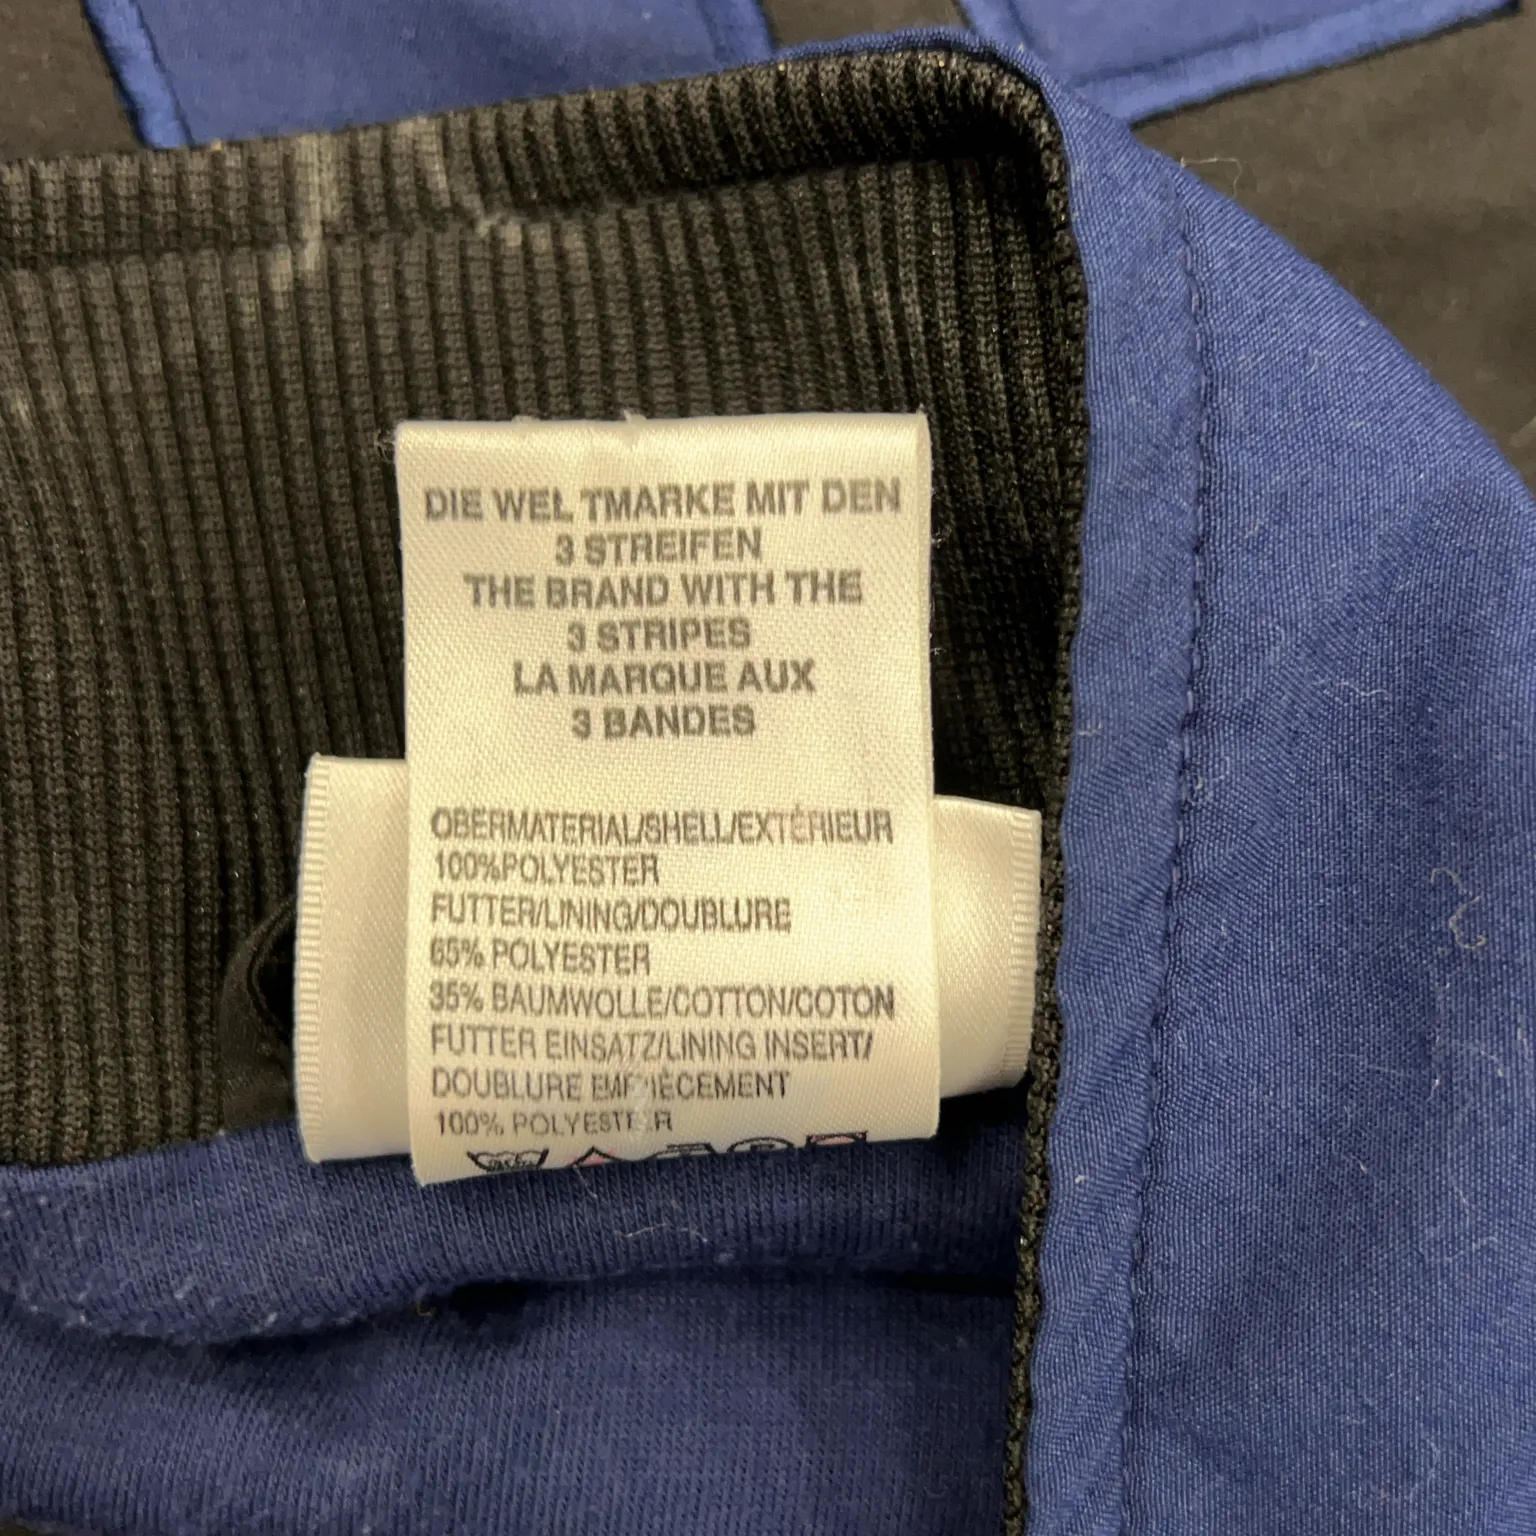 DIE WEL TMARKE MIT DEN
3 STREIFEN
THE BRAND WITH THE
3 STRIPES
LA MARQUE AUX
3 BANDES
OBERMATERIAL/SHELL/EXTÉRIEUR
100%POLYESTER
FUTTER/LINING/DOUBLURE
65% POLYESTER
35% BAUMWOLLE/COTTON/COTON
FUTTER EINSATZ/LINING INSERT/
DOUBLURE EMPIÈCEMENT
100% POLYESTER